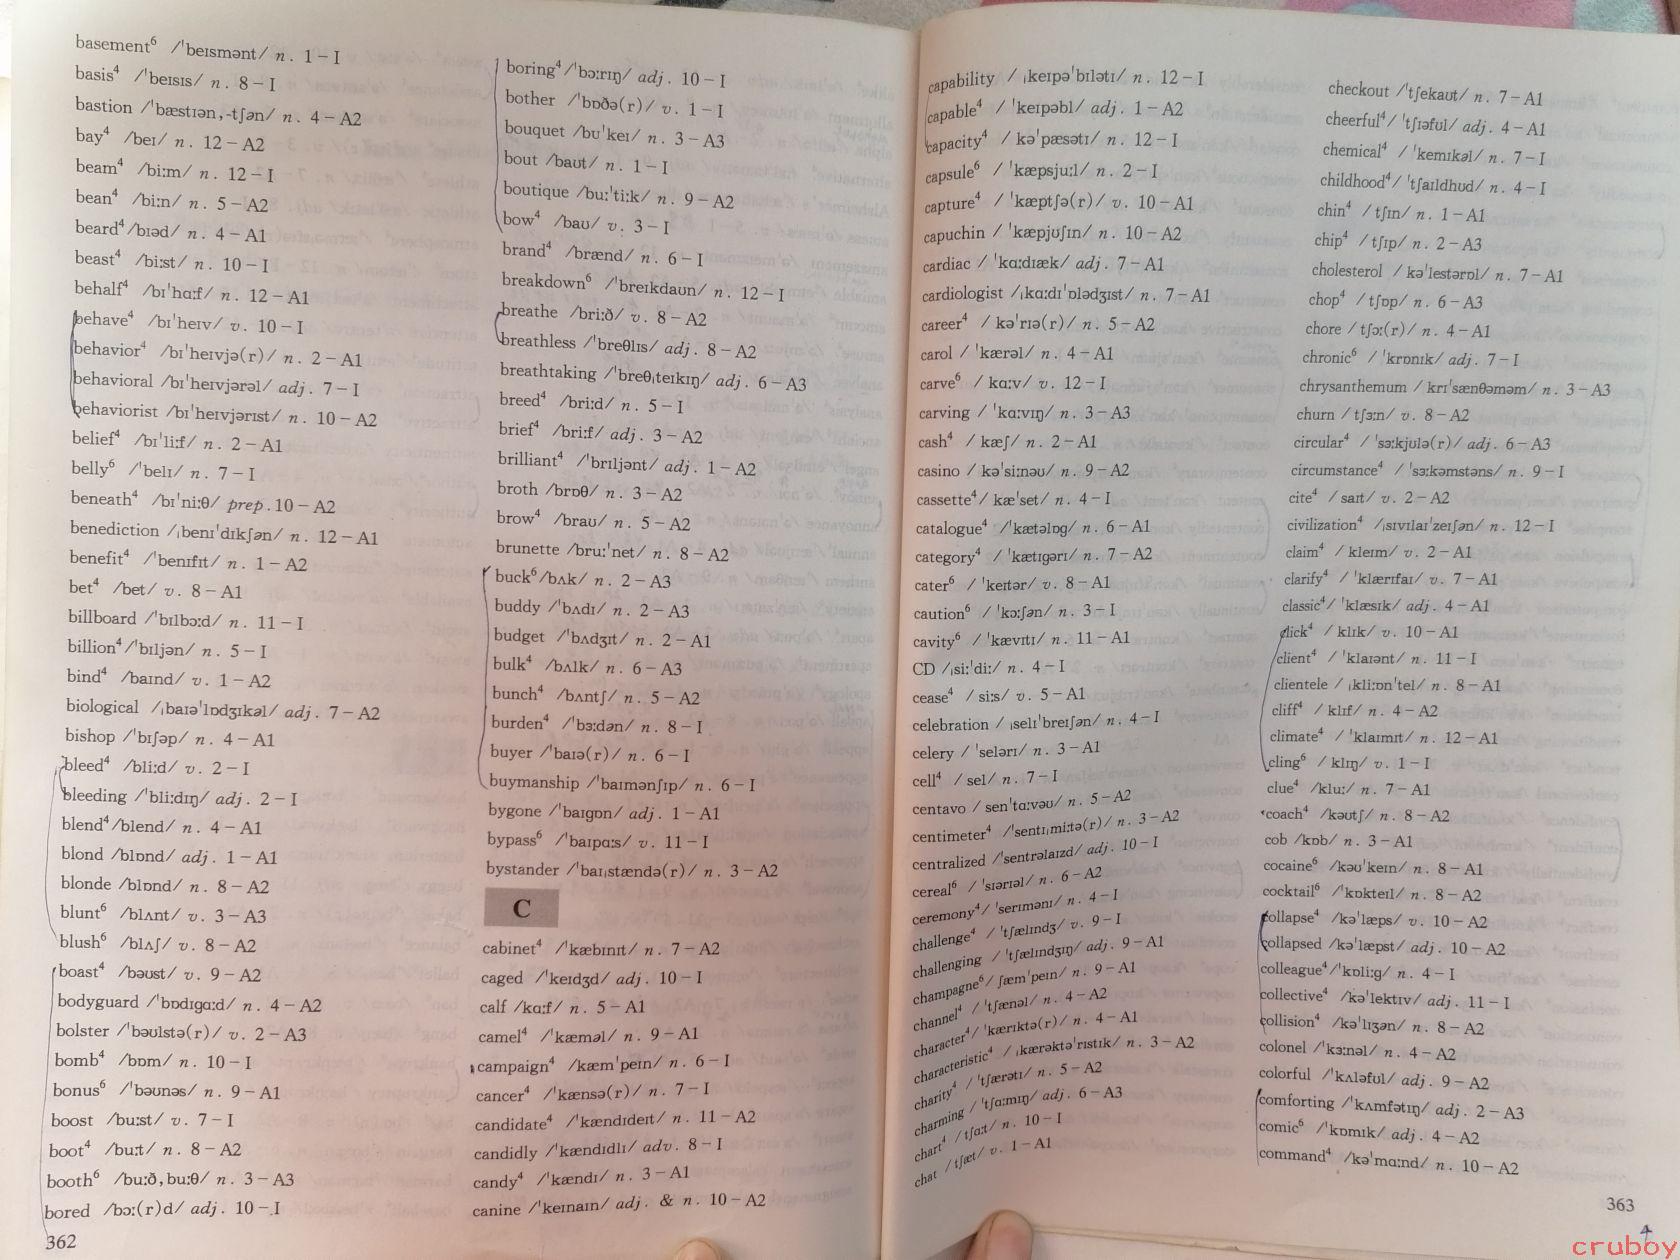 basement⁶ /ˈbeɪsmənt/ n. 1－I
basis⁴ /ˈbeɪsɪs/ n. 8－I
bastion /ˈbæstɪən,-tʃən/ n. 4－A2
bay⁴ /beɪ/ n. 12－A2
beam⁴ /biːm/ n. 12－I
bean⁴ /biːn/ n. 5－A2
beard⁴/bɪəd/ n. 4－A1
beast⁴ /biːst/ n. 10－I
behalf⁴ /bɪˈhɑːf/ n. 12－A1
behave⁴ /bɪˈheɪv/ v. 10－I
behavior⁴ /bɪˈheɪvjə(r)/ n. 2－A1
behavioral /bɪˈheɪvjərəl/ adj. 7－I
behaviorist /bɪˈheɪvjərɪst/ n. 10－A2
belief⁴ /bɪˈliːf/ n. 2－A1
belly⁶ /ˈbelɪ/ n. 7－I
beneath⁴ /bɪˈniːθ/ prep. 10－A2
benediction /ˌbenɪˈdɪkʃən/ n. 12－A1
benefit⁴ /ˈbenɪfɪt/ n. 1－A2
bet⁴ /bet/ v. 8－A1
billboard /ˈbɪlbɔːd/ n. 11－I
billion⁴/ˈbɪljən/ n. 5－I
bind⁴ /baɪnd/ v. 1－A2
biological /ˌbaɪəˈlɒdʒɪkəl/ adj. 7－A2
bishop /ˈbɪʃəp/ n. 4－A1
bleed⁴ /bliːd/ v. 2－I
bleeding /ˈbliːdɪŋ/ adj. 2－I
blend⁴/blend/ n. 4－A1
blond /blɒnd/ adj. 1－A1
blonde /blɒnd/ n. 8－A2
blunt⁶ /blʌnt/ v. 3－A3
blush⁶ /blʌʃ/ v. 8－A2
boast⁴ /bəʊst/ v. 9－A2
bodyguard /ˈbɒdɪɡɑːd/ n. 4－A2
bolster /ˈbəʊlstə(r)/ v. 2－A3
bomb⁴ /bɒm/ n. 10－I
bonus⁶ /ˈbəʊnəs/ n. 9－A1
boost /buːst/ v. 7－I
boot⁴ /buːt/ n. 8－A2
booth⁶ /buːð,buːθ/ n. 3－A3
bored /bɔː(r)d/ adj. 10－I
362
boring⁴/ˈbɔːrɪŋ/ adj. 10－I
bother /ˈbɒðə(r)/ v. 1－I
bouquet /bʊˈkeɪ/ n. 3－A3
bout /baʊt/ n. 1－I
boutique /buːˈtiːk/ n. 9－A2
bow⁴ /baʊ/ v. 3－I
brand⁴ /brænd/ n. 6－I
breakdown⁶ /ˈbreɪkdaʊn/ n. 12－I
breathe /briːð/ v. 8－A2
breathless /ˈbreθlɪs/ adj. 8－A2
breathtaking /ˈbreθˌteɪkɪŋ/ adj. 6－A3
breed⁴ /briːd/ n. 5－I
brief⁴ /briːf/ adj. 3－A2
brilliant⁴ /ˈbrɪljənt/ adj. 1－A2
broth /brɒθ/ n. 3－A2
brow⁴ /braʊ/ n. 5－A2
brunette /bruːˈnet/ n. 8－A2
buck⁶/bʌk/ n. 2－A3
buddy /ˈbʌdɪ/ n. 2－A3
budget /ˈbʌdʒɪt/ n. 2－A1
bulk⁴ /bʌlk/ n. 6－A3
bunch⁴ /bʌntʃ/ n. 5－A2
burden⁴ /ˈbɜːdən/ n. 8－I
buyer /ˈbaɪə(r)/ n. 6－I
buymanship /ˈbaɪmənʃɪp/ n. 6－I
bygone /ˈbaɪɡɒn/ adj. 1－A1
bypass⁶ /ˈbaɪpɑːs/ v. 11－I
bystander /ˈbaɪˌstændə(r)/ n. 3－A2
C
cabinet⁴ /ˈkæbɪnɪt/ n. 7－A2
caged /ˈkeɪdʒd/ adj. 10－I
calf /kɑːf/ n. 5－A1
camel⁴ /ˈkæməl/ n. 9－A1
campaign⁴ /kæmˈpeɪn/ n. 6－I
cancer⁴ /ˈkænsə(r)/ n. 7－I
candidate⁴ /ˈkændɪdeɪt/ n. 11－A2
candidly /ˈkændɪdlɪ/ adv. 8－I
candy⁴ /ˈkændɪ/ n. 3－A1
canine /ˈkeɪnaɪn/ adj. & n. 10－A2
capability /ˌkeɪpəˈbɪlətɪ/ n. 12－I
capable⁴ /ˈkeɪpəbl/ adj. 1－A2
capacity⁴ /kəˈpæsətɪ/ n. 12－I
capsule⁶ /ˈkæpsjuːl/ n. 2－I
capture⁴ /ˈkæptʃə(r)/ v. 10－A1
capuchin /ˈkæpjʊʃɪn/ n. 10－A2
cardiac /ˈkɑːdɪæk/ adj. 7－A1
cardiologist /ˌkɑːdɪˈɒlədʒɪst/ n. 7－A1
career⁴ /kəˈrɪə(r)/ n. 5－A2
carol /ˈkærəl/ n. 4－A1
carve⁶ /kɑːv/ v. 12－I
carving /ˈkɑːvɪŋ/ n. 3－A3
cash⁴ /kæʃ/ n. 2－A1
casino /kəˈsiːnəʊ/ n. 9－A2
cassette⁴/kæˈset/ n. 4－I
catalogue⁴ /ˈkætəlɒɡ/ n. 6－A1
category⁴ /ˈkætɪɡərɪ/ n. 7－A2
cater⁶ /ˈkeɪtər/ v. 8－A1
caution⁶ /ˈkɔːʃən/ n. 3－I
cavity⁶ /ˈkævɪtɪ/ n. 11－A1
CD /ˌsiːˈdiː/ n. 4－I
cease⁴ /siːs/ v. 5－A1
celebration /ˌselɪˈbreɪʃən/ n. 4－I
celery /ˈselərɪ/ n. 3－A1
cell⁴ /sel/ n. 7－I
centavo /senˈtɑːvəʊ/ n. 5－A2
centimeter⁴ /ˈsentɪˌmiːtə(r)/ n. 3－A2
centralized /ˈsentrəlaɪzd/ adj. 10－I
cereal⁶ /ˈsɪərɪəl/ n. 6－A2
ceremony⁴/ˈserɪmənɪ/ n. 4－I
challenge⁴ /ˈtʃælɪndʒ/ v. 9－I
challenging /ˈtʃælɪndʒɪŋ/ adj. 9－A1
champagne⁶/ʃæmˈpeɪn/ n. 9－A1
channel⁴ /ˈtʃænəl/ n. 4－A2
character⁴/ˈkærɪktə(r)/ n. 4－A1
characteristic⁴ /ˌkærəktəˈrɪstɪk/ n. 3－A2
charity⁴ /ˈtʃærətɪ/ n. 5－A2
charming /ˈtʃɑːmɪŋ/ adj. 6－A3
chart⁴ /tʃɑːt/ n. 10－I
chat /tʃæt/ v. 1－A1
checkout /ˈtʃekaʊt/ n. 7－A1
cheerful⁴/ˈtʃɪəfʊl/ adj. 4－A1
chemical⁴ /ˈkemɪkəl/ n. 7－I
childhood⁴/ˈtʃaɪldhʊd/ n. 4－I
chin⁴ /tʃɪn/ n. 1－A1
chip⁴ /tʃɪp/ n. 2－A3
cholesterol /kəˈlestərɒl/ n. 7－A1
chop⁴ /tʃɒp/ n. 6－A3
chore /tʃɔː(r)/ n. 4－A1
chronic⁶ /ˈkrɒnɪk/ adj. 7－I
chrysanthemum /krɪˈsænθəməm/ n. 3－A3
churn /tʃɜːn/ v. 8－A2
circular⁴ /ˈsɜːkjʊlə(r)/ adj. 6－A3
circumstance⁴ /ˈsɜːkəmstəns/ n. 9－I
cite⁴ /saɪt/ v. 2－A2
civilization⁴ /ˌsɪvɪlaɪˈzeɪʃən/ n. 12－I
claim⁴ /kleɪm/ v. 2－A1
clarify⁴ /ˈklærɪfaɪ/ v. 7－A1
classic⁴/ˈklæsɪk/ adj. 4－A1
click⁴ /klɪk/ v. 10－A1
client⁴ /ˈklaɪənt/ n. 11－I
clientele /ˌkliːɒnˈtel/ n. 8－A1
cliff⁴ /klɪf/ n. 4－A2
climate⁴ /ˈklaɪmɪt/ n. 12－A1
cling⁶ /klɪŋ/ v. 1－I
clue⁴ /kluː/ n. 7－A1
coach⁴ /kəʊtʃ/ n. 8－A2
cob /kɒb/ n. 3－A1
cocaine⁶ /kəʊˈkeɪn/ n. 8－A1
cocktail⁶ /ˈkɒkteɪl/ n. 8－A2
collapse⁴ /kəˈlæps/ v. 10－A2
collapsed /kəˈlæpst/ adj. 10－A2
colleague⁴/ˈkɒliːɡ/ n. 4－I
collective⁴ /kəˈlektɪv/ adj. 11－I
collision⁴ /kəˈlɪʒən/ n. 8－A2
colonel /ˈkɜːnəl/ n. 4－A2
colorful /ˈkʌləfʊl/ adj. 9－A2
comforting /ˈkʌmfətɪŋ/ adj. 2－A3
comic⁶ /ˈkɒmɪk/ adj. 4－A2
command⁴ /kəˈmɑːnd/ n. 10－A2
363
cruboy